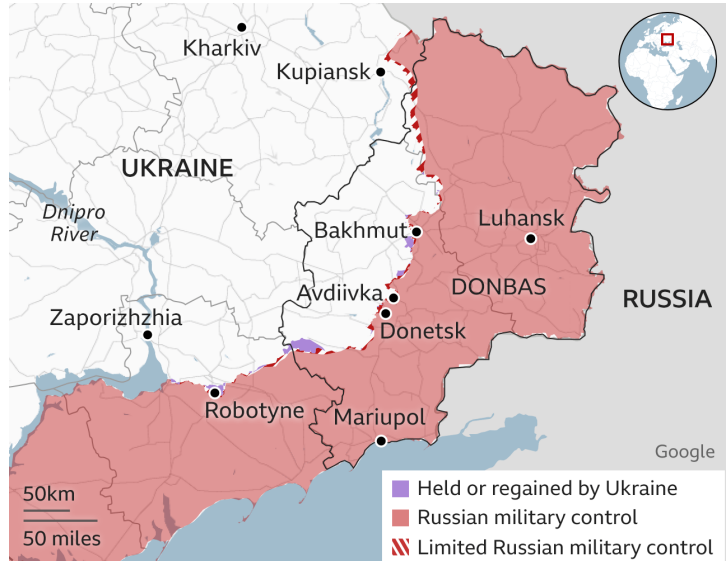 Kharkiv
Kupiansk
UKRAINE
Dnipro
River
Bakhmut
Luhansk
Avdiivka
DONBAS
RUSSIA
Zaporizhzhia
Donetsk
Robotyne
Mariupol
Google
50km
50 miles
Held or regained by Ukraine
Russian military control
Limited Russian military control